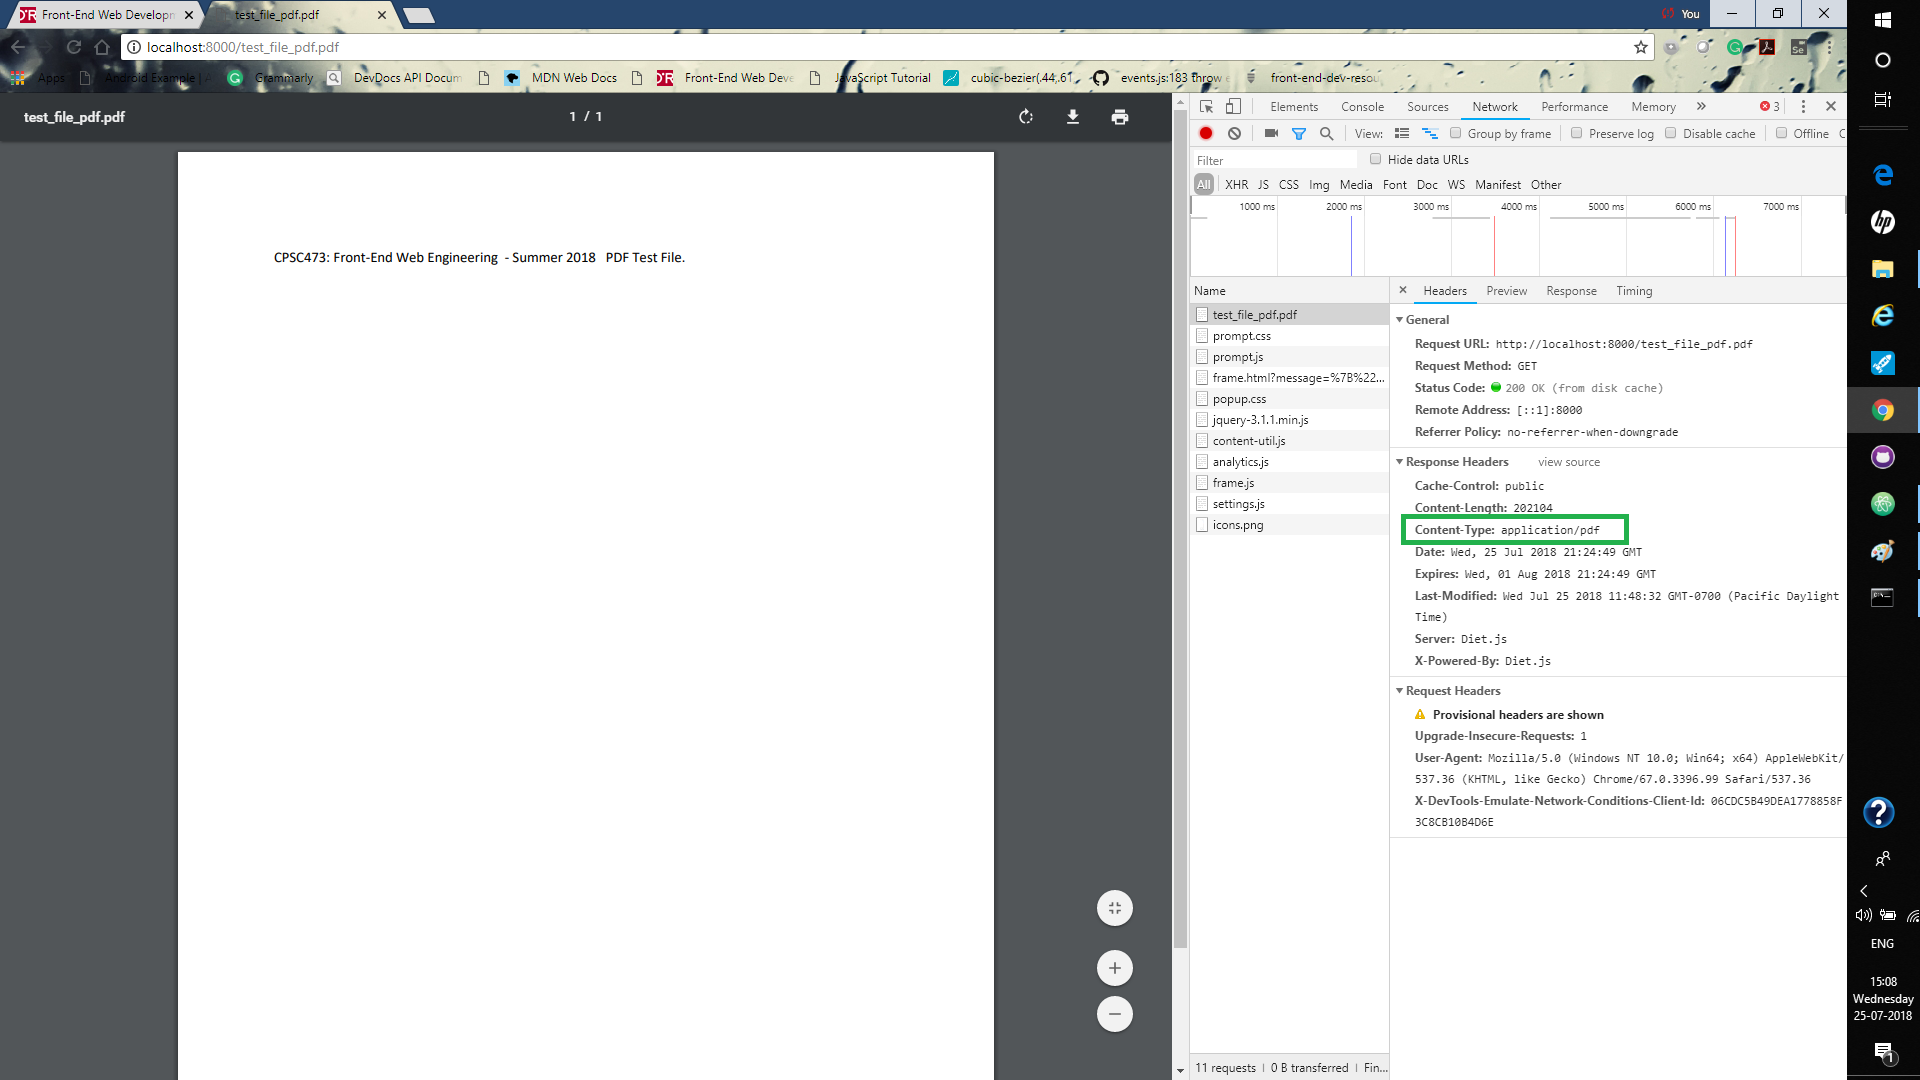 Front-End Web Developm
test_file_pdf.pdf
You
localhost:8000/test_file_pdf.pdf
Apps
Android Example | A
Grammarly
DevDocs API Docum
MDN Web Docs
Front-End Web Deve
JavaScript Tutorial
cubic-bezier(.44,.61
events.js:183 throw e
front-end-dev-resou
test_file_pdf.pdf
1 / 1
CPSC473: Front-End Web Engineering - Summer 2018 PDF Test File.
Elements Console Sources Network Performance Memory » 3
View: Group by frame Preserve log Disable cache Offline
Filter Hide data URLs
All XHR JS CSS Img Media Font Doc WS Manifest Other
1000 ms 2000 ms 3000 ms 4000 ms 5000 ms 6000 ms 7000 ms
Name
test_file_pdf.pdf
prompt.css
prompt.js
frame.html?message=%7B%22...
popup.css
jquery-3.1.1.min.js
content-util.js
analytics.js
frame.js
settings.js
icons.png
11 requests | 0 B transferred | Fin...
Headers Preview Response Timing
General
Request URL: http://localhost:8000/test_file_pdf.pdf
Request Method: GET
Status Code: 200 OK (from disk cache)
Remote Address: [::1]:8000
Referrer Policy: no-referrer-when-downgrade
Response Headers view source
Cache-Control: public
Content-Length: 202104
Content-Type: application/pdf
Date: Wed, 25 Jul 2018 21:24:49 GMT
Expires: Wed, 01 Aug 2018 21:24:49 GMT
Last-Modified: Wed Jul 25 2018 11:48:32 GMT-0700 (Pacific Daylight
Time)
Server: Diet.js
X-Powered-By: Diet.js
Request Headers
Provisional headers are shown
Upgrade-Insecure-Requests: 1
User-Agent: Mozilla/5.0 (Windows NT 10.0; Win64; x64) AppleWebKit/
537.36 (KHTML, like Gecko) Chrome/67.0.3396.99 Safari/537.36
X-DevTools-Emulate-Network-Conditions-Client-Id: 06CDC5B49DEA1778858F
3C8CB10B4D6E
hp
ENG
15:08
Wednesday
25-07-2018
1